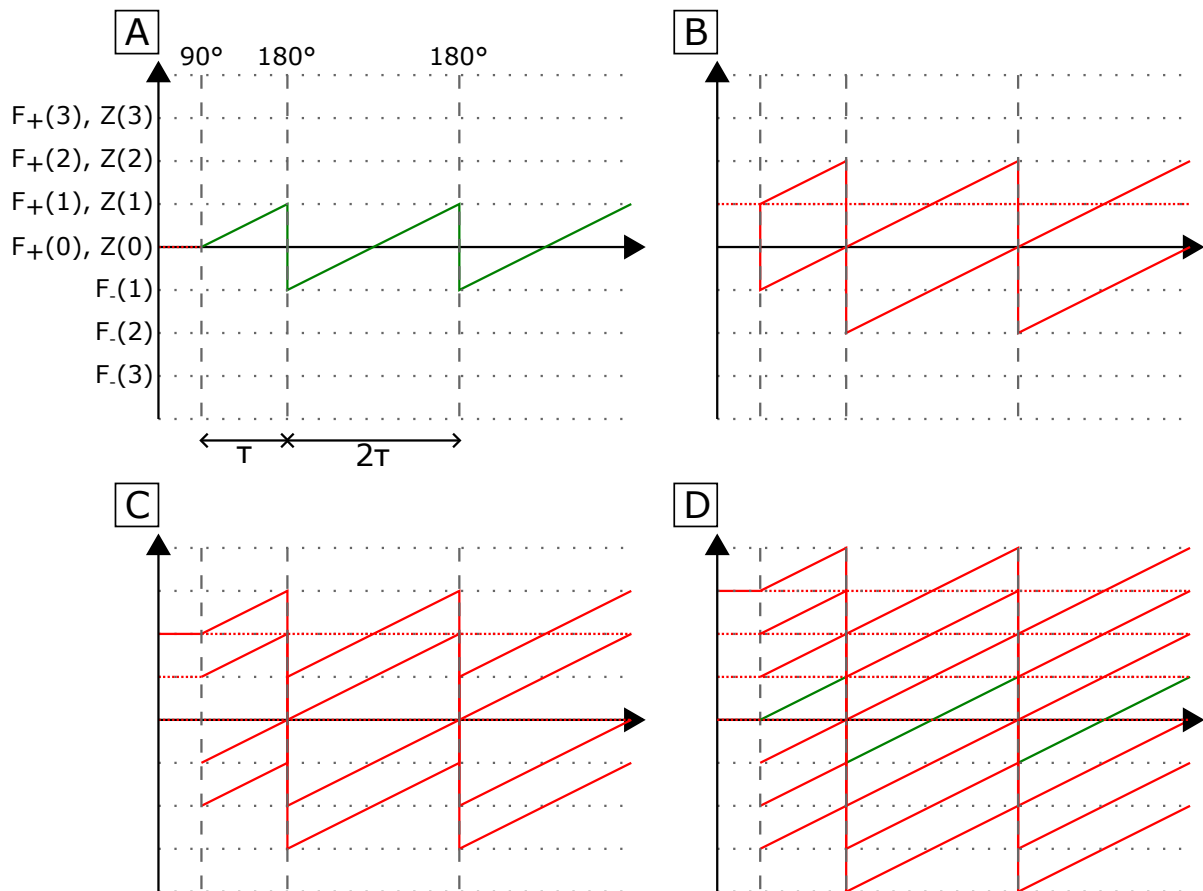 A
B
90° 180° 180°
F+(3), Z(3)
F+(2), Z(2)
F+(1), Z(1)
F+(0), Z(0)
F-(1)
F-(2)
F-(3)
τ 2τ
C
D